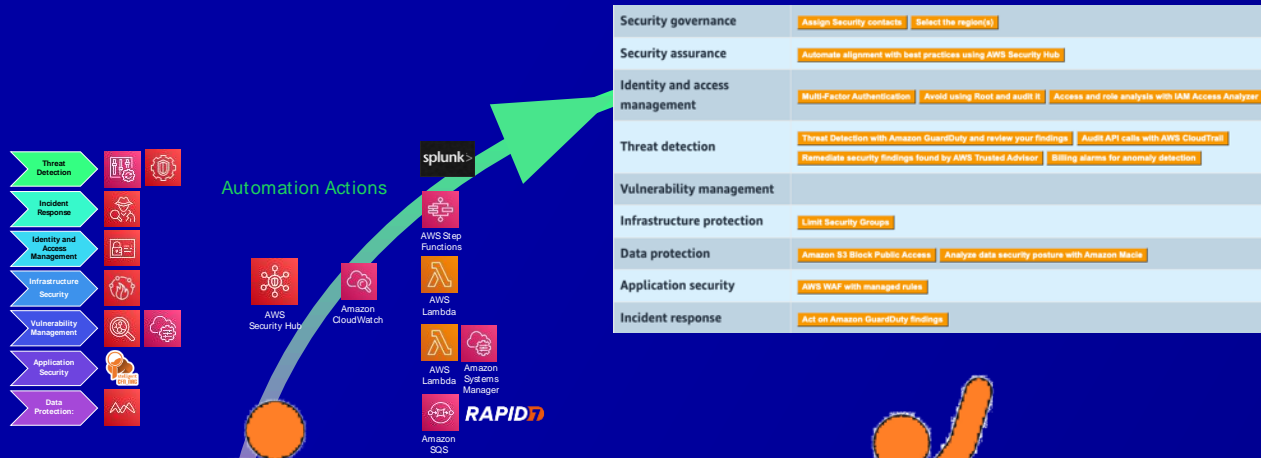 Threat
Detection
Incident
Response
Identity and
Access
Management
Infrastructure
Security
Vulnerability
Management
Application
Security
Data
Protection:
Automation Actions
AWS
Security Hub
Amazon
CloudWatch
splunk>
AWS Step
Functions
AWS
Lambda
AWS
Lambda
Amazon
Systems
Manager
Amazon
SQS
RAPID7
Security governance
Assign Security contacts
Select the region(s)
Security assurance
Automate alignment with best practices using AWS Security Hub
Identity and access
management
Multi-Factor Authentication
Avoid using Root and audit it
Access and role analysis with IAM Access Analyzer
Threat detection
Threat Detection with Amazon GuardDuty and review your findings
Audit API calls with AWS CloudTrail
Remediate security findings found by AWS Trusted Advisor
Billing alarms for anomaly detection
Vulnerability management
Infrastructure protection
Limit Security Groups
Data protection
Amazon S3 Block Public Access
Analyze data security posture with Amazon Macie
Application security
AWS WAF with managed rules
Incident response
Act on Amazon GuardDuty findings